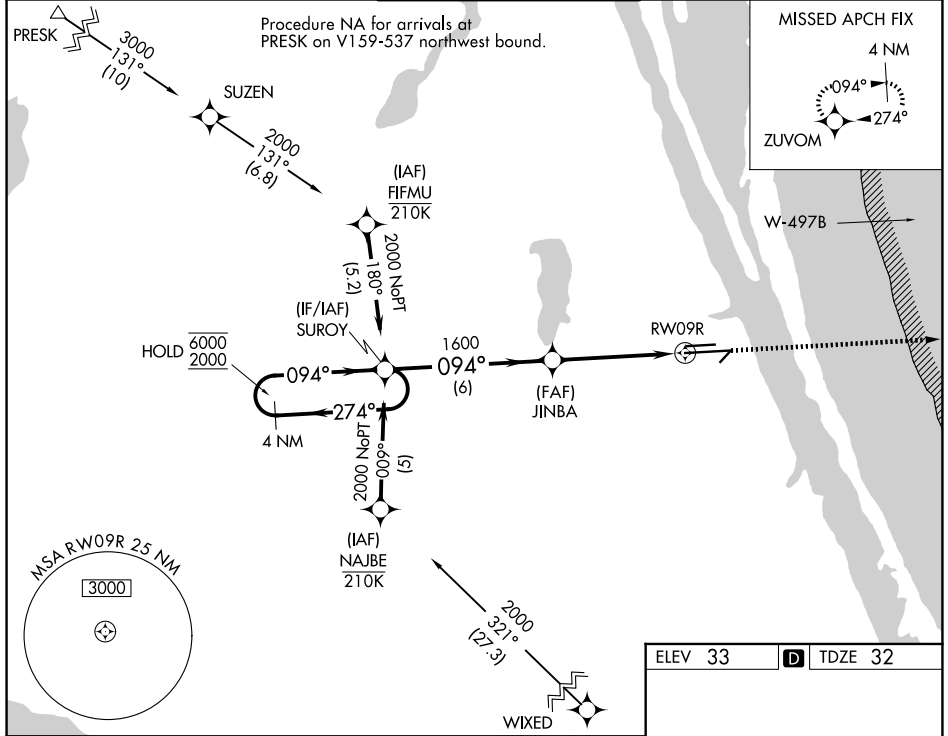 Procedure NA for arrivals at
PRESK on V159-537 northwest bound.
PRESK
3000
131°
(10)
SUZEN
2000
131°
(6.8)
(IAF)
FIFMU
210K
2000 NoPT
180°
(5.2)
(IF/IAF)
SUROY
HOLD 6000
2000
094°
274°
4 NM
1600
094°
(6)
(FAF)
JINBA
RW09R
2000 NoPT
009°
(5)
(IAF)
NAJBE
210K
2000
321°
(27.3)
WIXED
MISSED APCH FIX
4 NM
094°
274°
ZUVOM
W-497B
MSA RW09R 25 NM
3000
ELEV 33 D TDZE 32